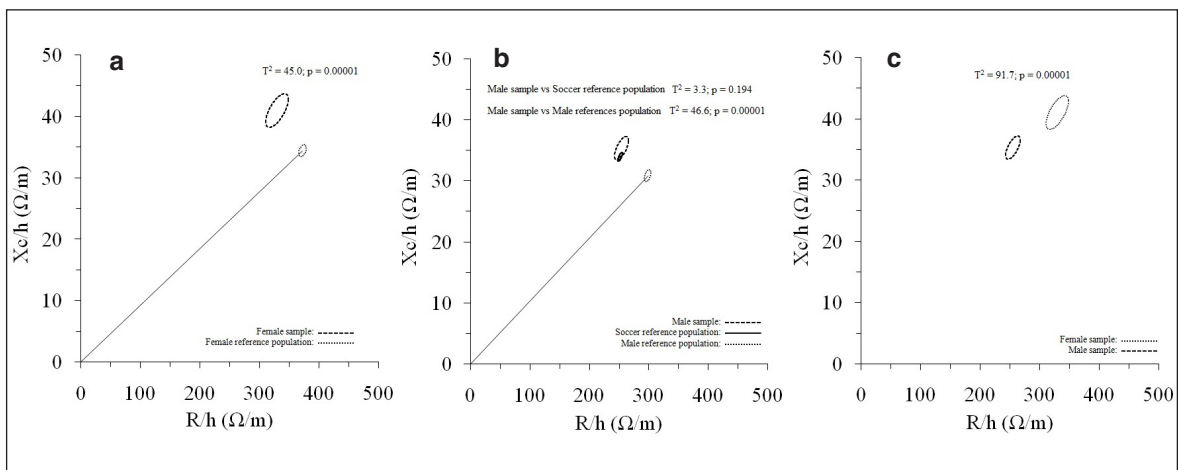 a
T² = 45.0; p = 0.00001
50
40
30
20
10
0
Xc/h (Ω/m)
Female sample:
Female reference population:
0 100 200 300 400 500
R/h (Ω/m)
b
Male sample vs Soccer reference population T² = 3.3; p = 0.194
Male sample vs Male references population T² = 46.6; p = 0.00001
50
40
30
20
10
0
Xc/h (Ω/m)
Male sample:
Soccer reference population:
Male reference population:
0 100 200 300 400 500
R/h (Ω/m)
c
T² = 91.7; p = 0.00001
50
40
30
20
10
0
Xc/h (Ω/m)
Female sample:
Male sample:
0 100 200 300 400 500
R/h (Ω/m)